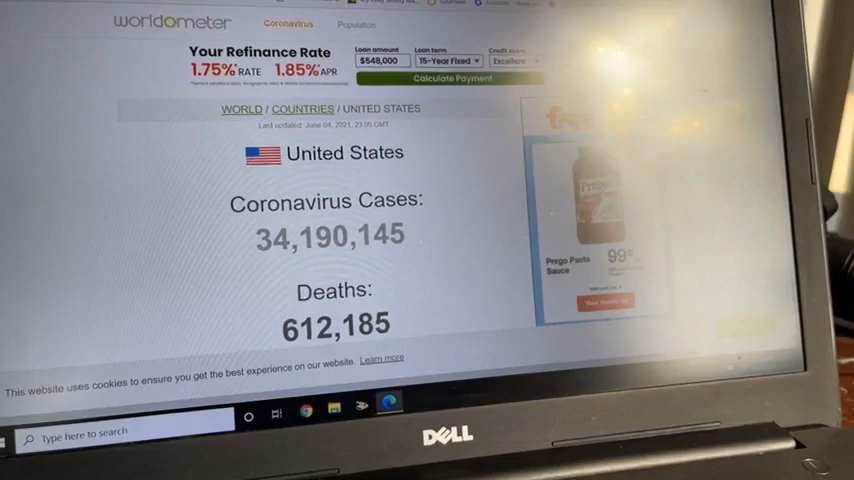 worldometer Coronavirus Population
Your Refinance Rate
1.75%* RATE 1.85%* APR
Loan amount Loan term Credit score
$548,000 15-Year Fixed Excellent
Calculate Payment
WORLD / COUNTRIES / UNITED STATES
Last updated: June 04, 2021, 23:05 GMT
United States
Coronavirus Cases:
34,190,145
Deaths:
612,185
Prego
Prego Pasta
Sauce
99¢
This website uses cookies to ensure you get the best experience on our website. Learn more
Type here to search
DELL